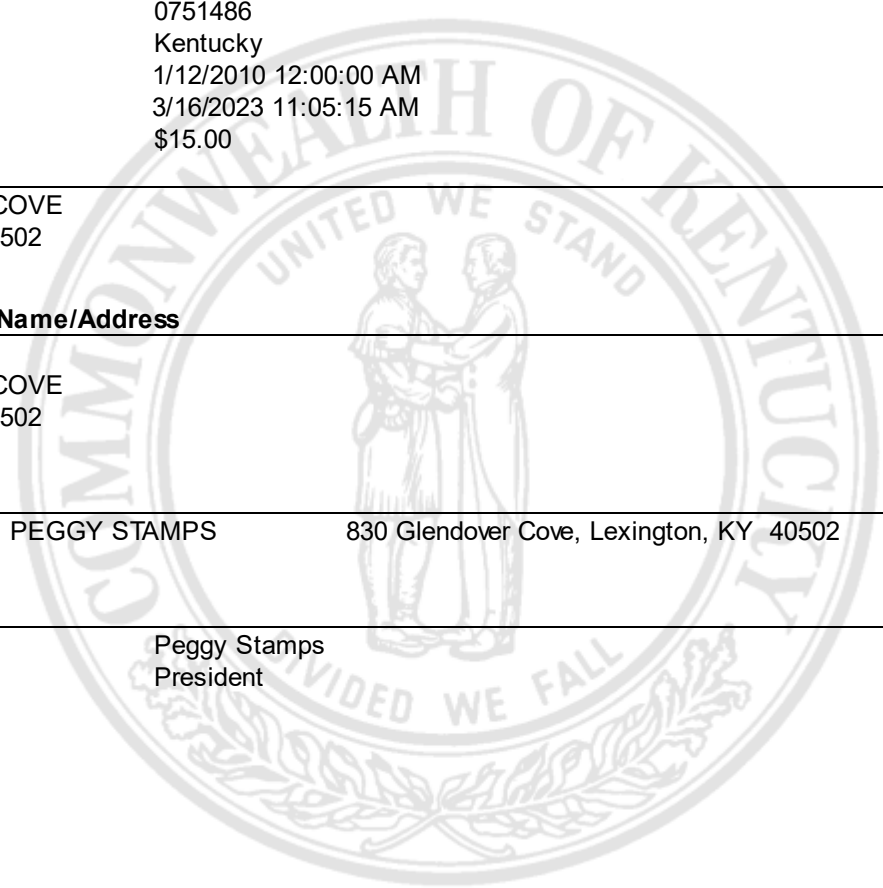 0751486
Kentucky
1/12/2010 12:00:00 AM
3/16/2023 11:05:15 AM
$15.00
COVE
502
Name/Address
COVE
502
PEGGY STAMPS 830 Glendover Cove, Lexington, KY 40502
Peggy Stamps
President
COMMONWEALTH OF KENTUCKY
UNITED WE STAND
DIVIDED WE FALL